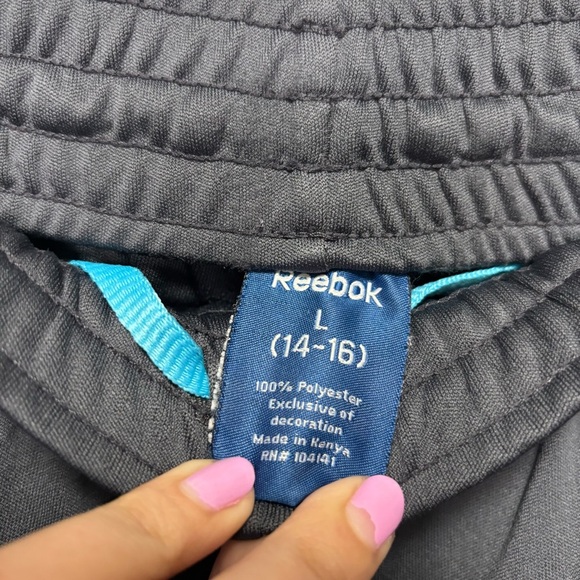 Reebok
L
(14-16)
100% Polyester
Exclusive of
decoration
Made in Kenya
RN# 104141